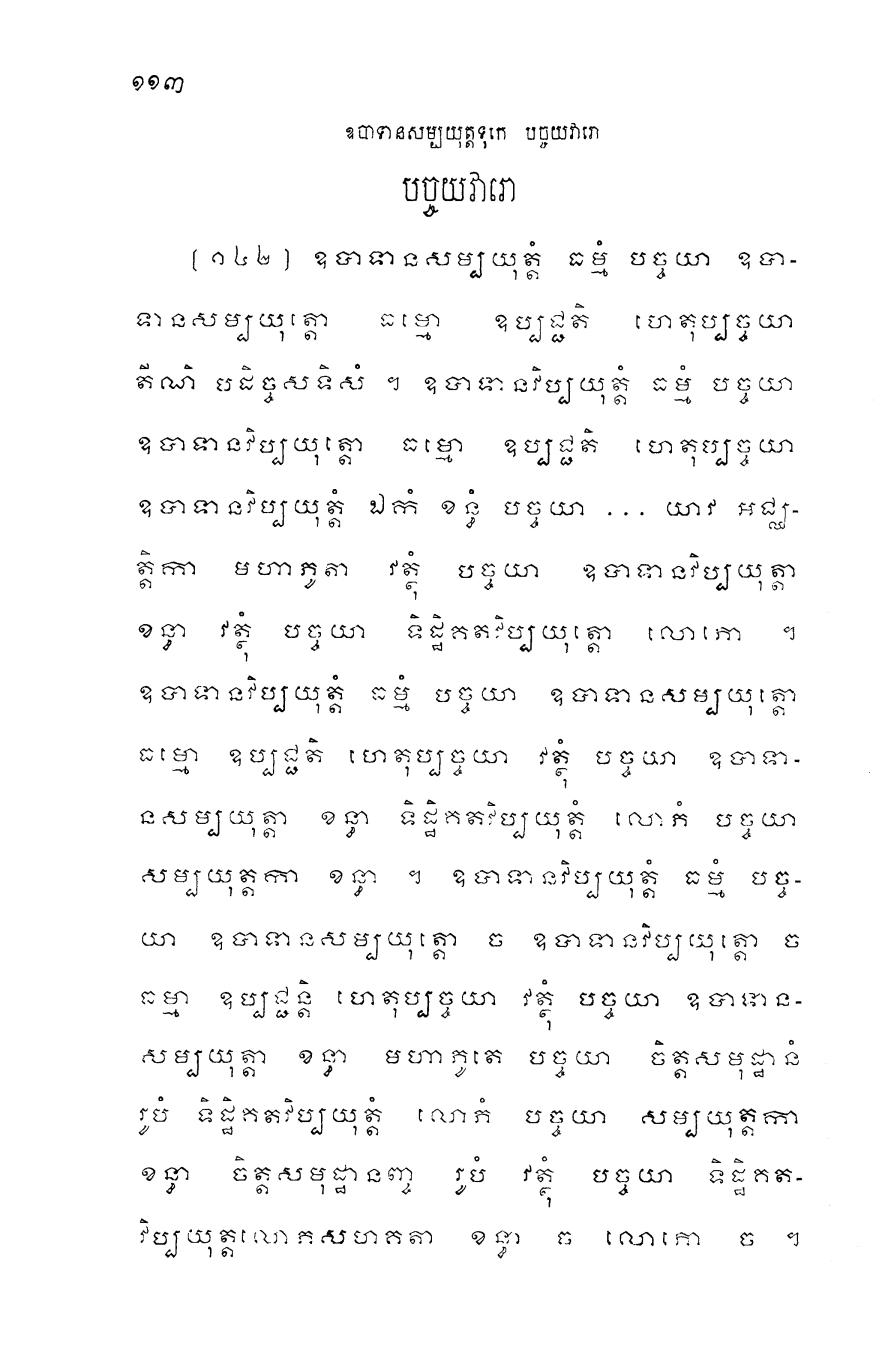 ១១៣
ឧបាទានសម្បយុត្តទុកេ បច្ចយវារោ
បច្ចយវារោ
(១៤២) ឧបាទានសម្បយុត្តំ ធម្មំ បច្ចយា ឧបា-
ទានសម្បយុត្តោ ធម្មោ ឧប្បជ្ជតិ ហេតុប្បច្ចយា
តីណិ បដិច្ចសទិសំ ។ ឧបាទានវិប្បយុត្តំ ធម្មំ បច្ចយា
ឧបាទានវិប្បយុត្តោ ធម្មោ ឧប្បជ្ជតិ ហេតុប្បច្ចយា
ឧបាទានវិប្បយុត្តំ ឯកំ ខន្ធំ បច្ចយា ... យាវ អជ្ឈ-
ត្តិកា មហាភូតា វត្ថុំ បច្ចយា ឧបាទានវិប្បយុត្តា
ខន្ធា វត្ថុំ បច្ចយា ទិដ្ឋិគតវិប្បយុត្តោ លោភោ ។
ឧបាទានវិប្បយុត្តំ ធម្មំ បច្ចយា ឧបាទានសម្បយុត្តោ
ធម្មោ ឧប្បជ្ជតិ ហេតុប្បច្ចយា វត្ថុំ បច្ចយា ឧបាទា-
នសម្បយុត្តា ខន្ធា ទិដ្ឋិគតវិប្បយុត្តំ លោភំ បច្ចយា
សម្បយុត្តកា ខន្ធា ។ ឧបាទានវិប្បយុត្តំ ធម្មំ បច្ច-
យា ឧបាទានសម្បយុត្តោ ច ឧបាទានវិប្បយុត្តោ ច
ធម្មា ឧប្បជ្ជន្តិ ហេតុប្បច្ចយា វត្ថុំ បច្ចយា ឧបាទាន-
សម្បយុត្តា ខន្ធា មហាភូតេ បច្ចយា ចិត្តសមុដ្ឋានំ
រូបំ ទិដ្ឋិគតវិប្បយុត្តំ លោភំ បច្ចយា សម្បយុត្តកា
ខន្ធា ចិត្តសមុដ្ឋានញ្ច រូបំ វត្ថុំ បច្ចយា ទិដ្ឋិគត-
វិប្បយុត្តលោភសហគតា ខន្ធា ច លោភោ ច ។